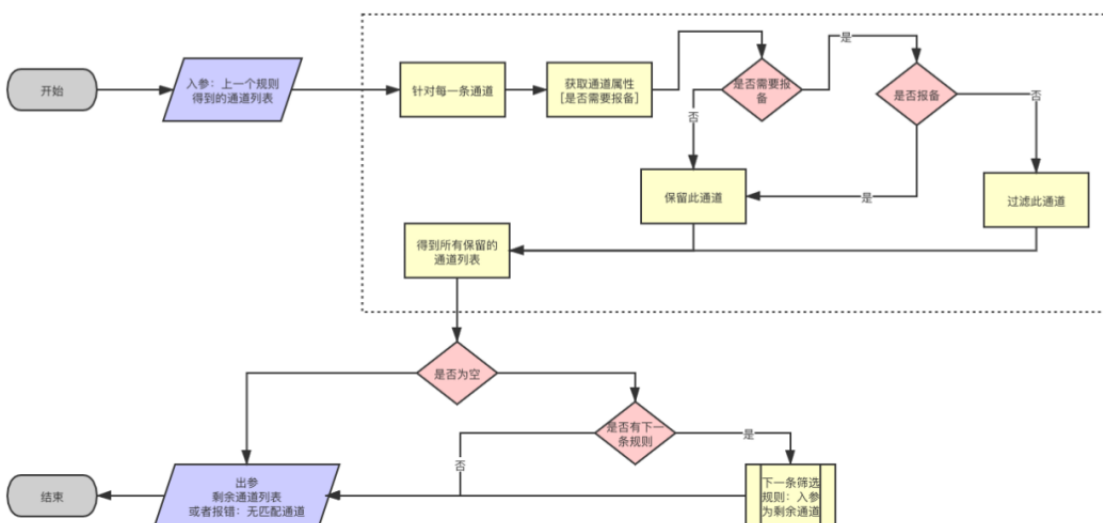 开始
入参：上一个规则
得到的通道列表
针对每一条通道
获取通道属性
[是否需要报备]
是否需要报
备
是
是否报备
否
否
保留此通道
是
过滤此通道
得到所有保留的
通道列表
是否为空
是否有下一
条规则
是
否
结束
出参
剩余通道列表
或者报错：无匹配通道
下一条筛选
规则：入参
为剩余通道